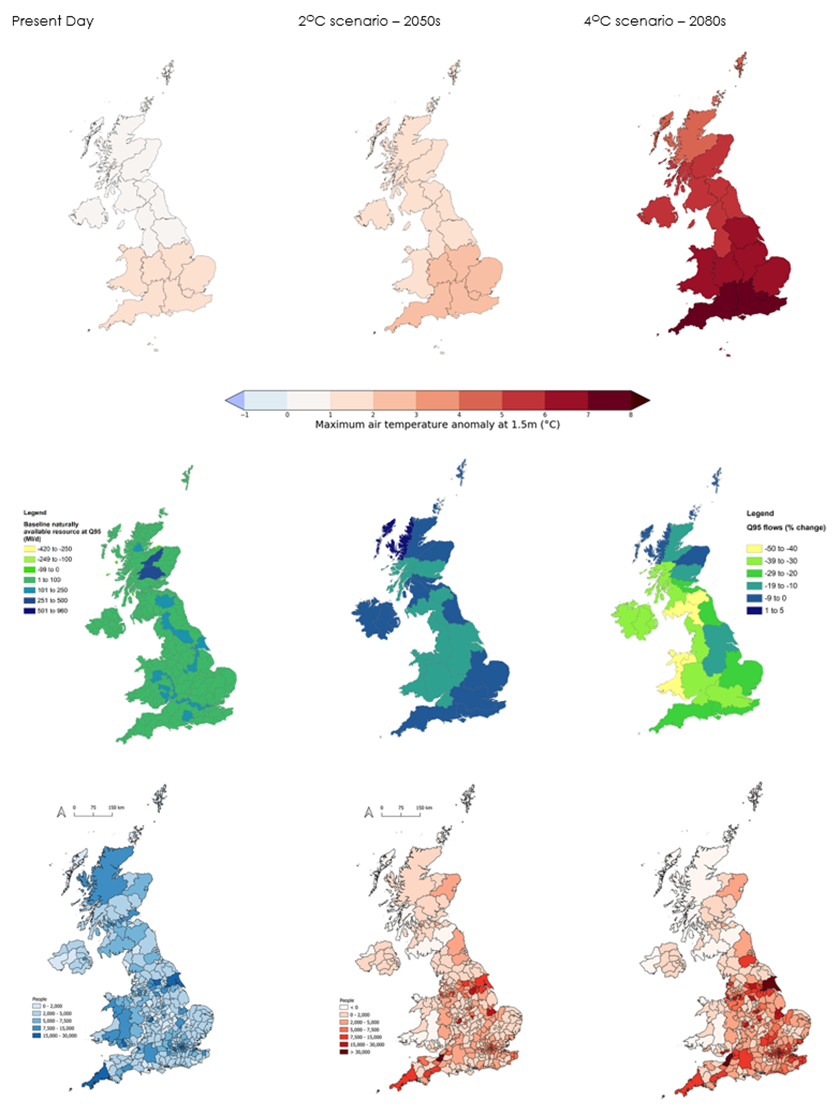 Present Day
2°C scenario – 2050s
4°C scenario – 2080s
−1 0 1 2 3 4 5 6 7 8
Maximum air temperature anomaly at 1.5m (°C)
Legend
Baseline naturally
available resource at Q95
(Ml/d)
-420 to -250
-249 to -100
-99 to 0
1 to 100
101 to 250
251 to 500
501 to 960
Legend
Q95 flows (% change)
-50 to -40
-39 to -30
-29 to -20
-19 to -10
-9 to 0
1 to 5
A 0 75 150 km
A 0 75 150 km
People
0 - 2,000
2,000 - 5,000
5,000 - 7,500
7,500 - 15,000
15,000 - 30,000
People
< 0
0 - 2,000
2,000 - 5,000
5,000 - 7,500
7,500 - 15,000
15,000 - 30,000
> 30,000